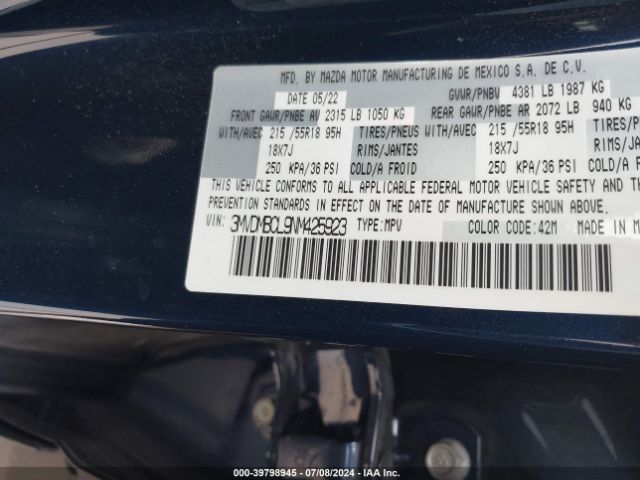 MFD. BY MAZDA MOTOR MANUFACTURING DE MEXICO S.A. DE C.V.
DATE 05/22 GVWR/PNBV 4381 LB 1987 KG
FRONT GAWR/PNBE AV 2315 LB 1050 KG REAR GAWR/PNBE AR 2072 LB 940 KG
WITH/AVEC 215 /55R18 95H TIRES/PNEUS WITH/AVEC 215 /55R18 95H TIRES/
18X7J RIMS/JANTES 18X7J RIMS/JAN
250 KPA/36 PSI COLD/A FROID 250 KPA/36 PSI COLD/A
THIS VEHICLE CONFORMS TO ALL APPLICABLE FEDERAL MOTOR VEHICLE SAFETY AND THE
PREVENTION STANDARDS IN EFFECT ON THE DATE OF MANUFACTURE SHOWN ABOVE.
VIN: 3MVDMBCL9NM425923 TYPE: MPV COLOR CODE: 42M MADE IN M
WWW.IAAI.COM - 39798945 - 07/08/2024 - IAA Inc.